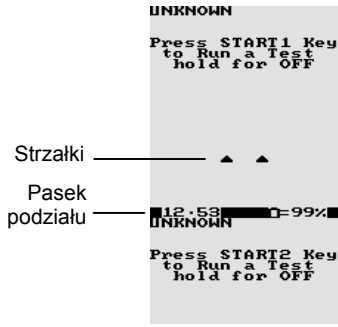 UNKNOWN
Press START1 Key
to Run a Test
hold for OFF
Strzałki
Pasek
podziału
12.53 =99%
UNKNOWN
Press START2 Key
to Run a Test
hold for OFF